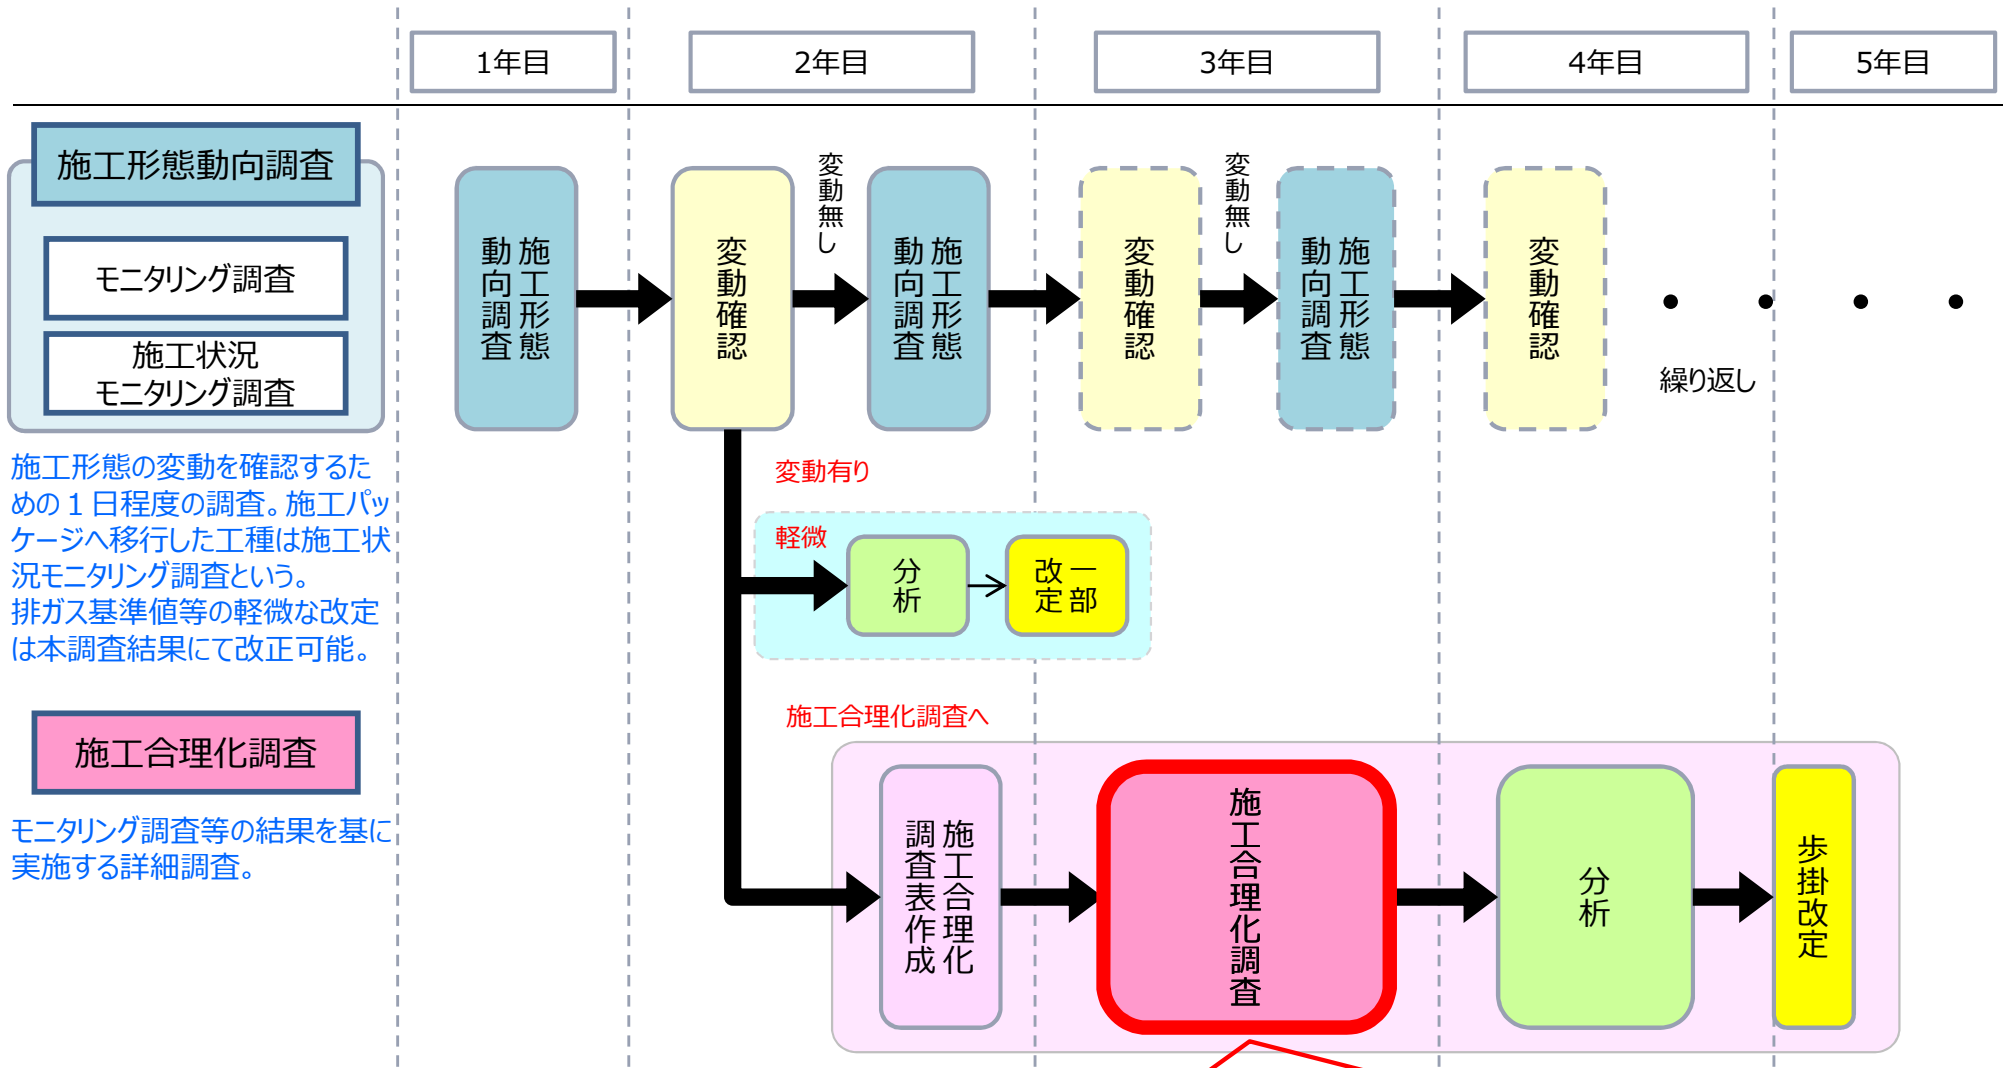 1年目
2年目
3年目
4年目
5年目
施工形態動向調査
モニタリング調査
施工状況
モニタリング調査
施工形態の変動を確認するた
めの1日程度の調査。施工パッ
ケージへ移行した工種は施工状
況モニタリング調査という。
排ガス基準値等の軽微な改定
は本調査結果にて改正可能。
施工合理化調査
モニタリング調査等の結果を基に
実施する詳細調査。
施工形態
動向調査
変動確認
変動無し
施工形態
動向調査
変動確認
変動無し
施工形態
動向調査
変動確認
・ ・ ・ ・
繰り返し
変動有り
軽微
分析
一部
改定
施工合理化調査へ
施工合理化
調査表作成
施工合理化調査
分析
歩掛改定